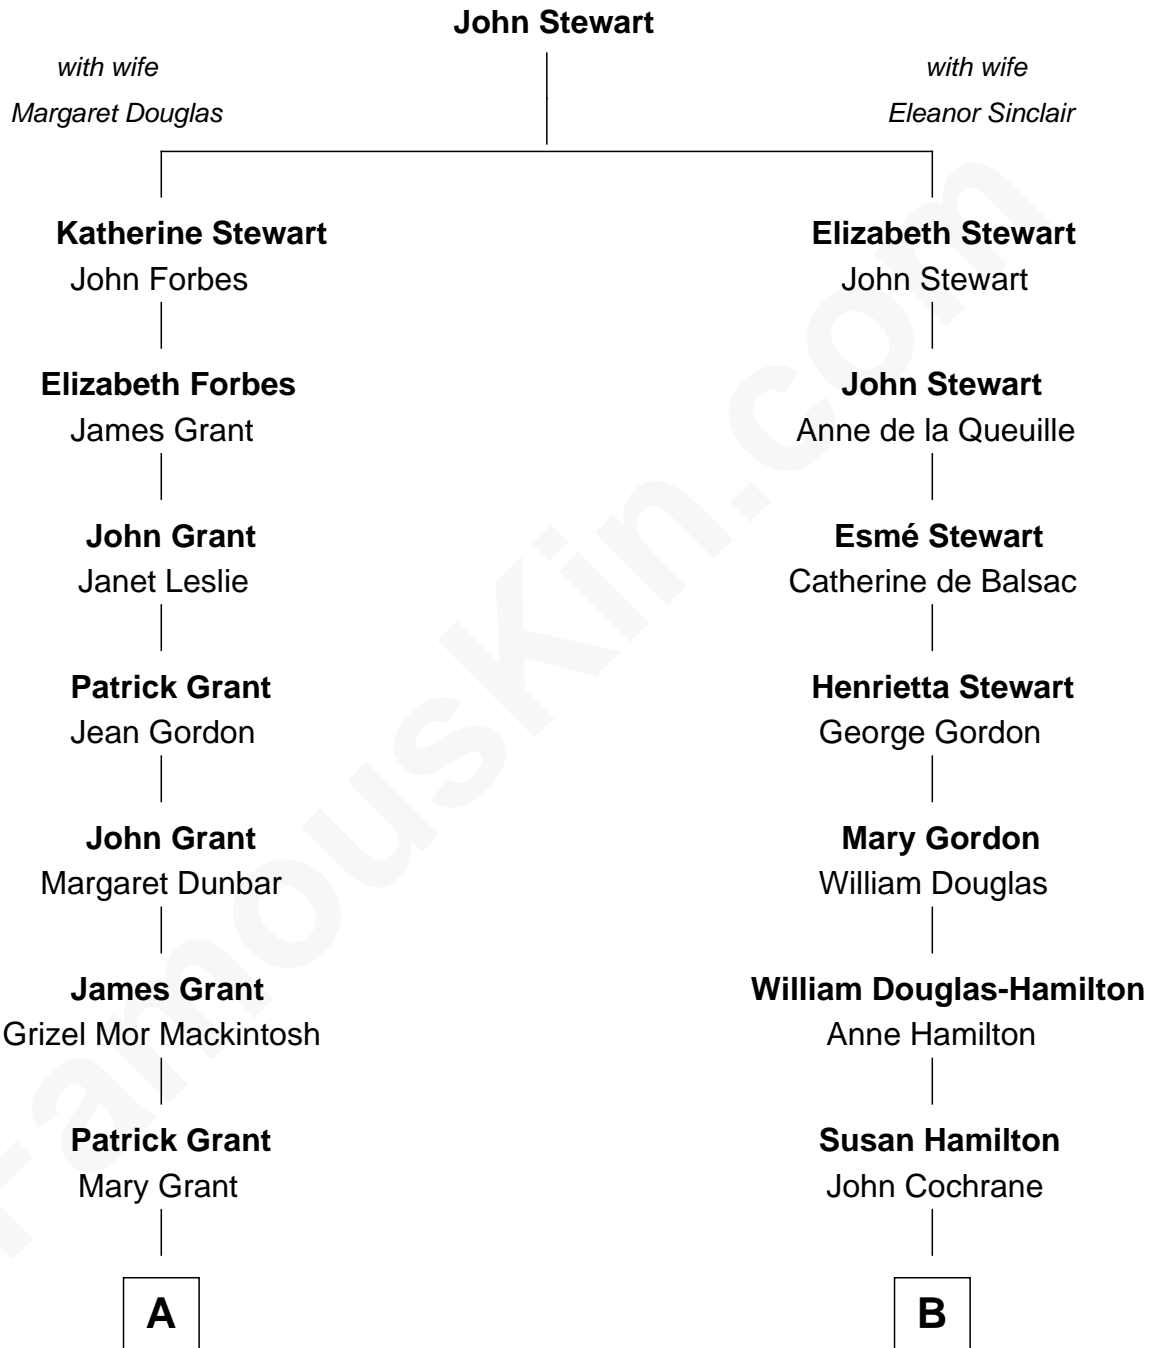 John Stewart
with wife
Margaret Douglas
with wife
Eleanor Sinclair
Katherine Stewart
John Forbes
Elizabeth Stewart
John Stewart
Elizabeth Forbes
James Grant
John Stewart
Anne de la Queuille
John Grant
Janet Leslie
Esmé Stewart
Catherine de Balsac
Patrick Grant
Jean Gordon
Henrietta Stewart
George Gordon
John Grant
Margaret Dunbar
Mary Gordon
William Douglas
James Grant
Grizel Mor Mackintosh
William Douglas-Hamilton
Anne Hamilton
Patrick Grant
Mary Grant
Susan Hamilton
John Cochrane
A
B
FamousKin.com